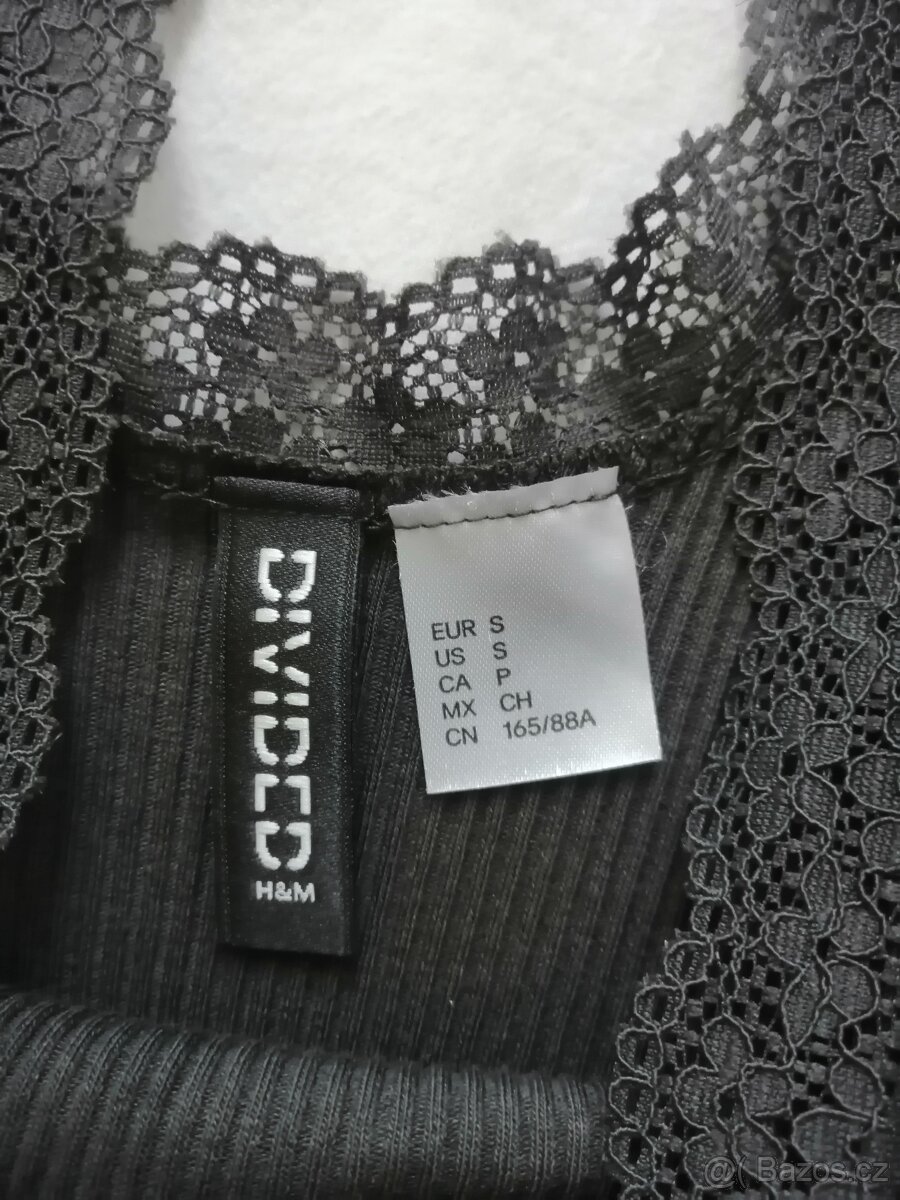 DIVIDED
H&M
EUR S
US S
CA P
MX CH
CN 165/88A
@( Bazos.cz